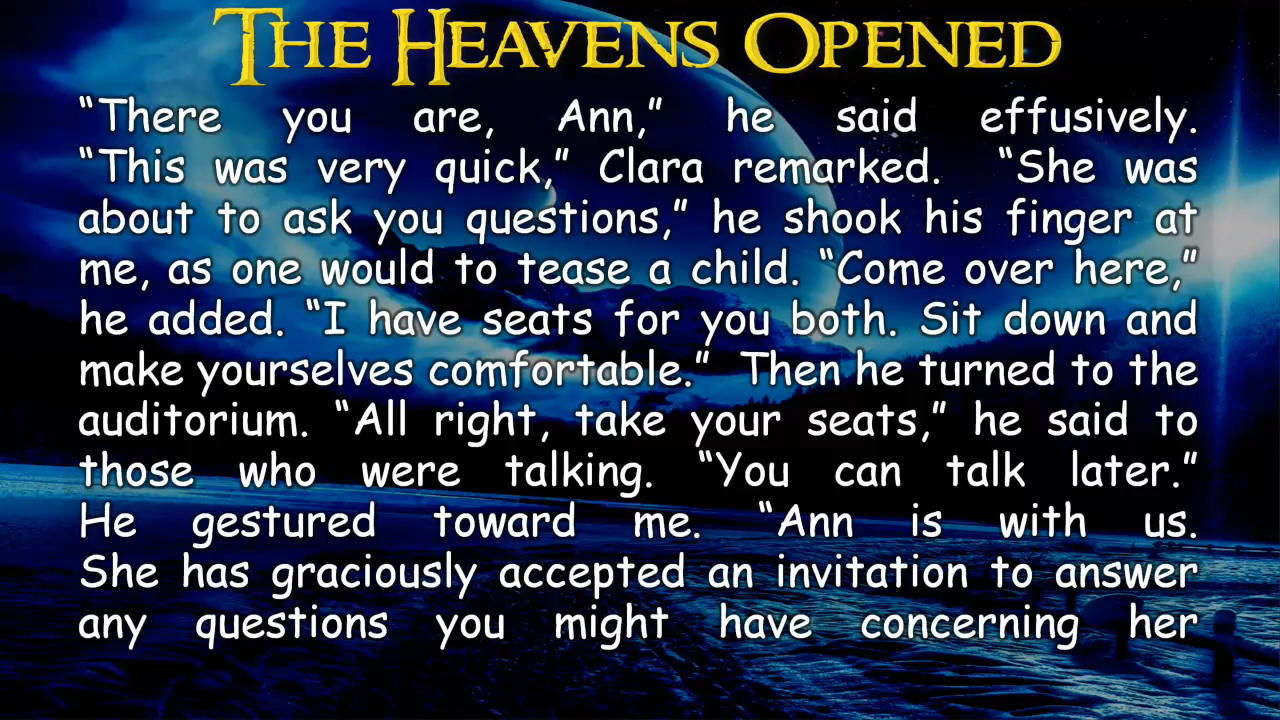 THE HEAVENS OPENED
“There you are, Ann,” he said effusively.
“This was very quick,” Clara remarked. “She was
about to ask you questions,” he shook his finger at
me, as one would to tease a child. “Come over here,”
he added. “I have seats for you both. Sit down and
make yourselves comfortable.” Then he turned to the
auditorium. “All right, take your seats,” he said to
those who were talking. “You can talk later.”
He gestured toward me. “Ann is with us.
She has graciously accepted an invitation to answer
any questions you might have concerning her